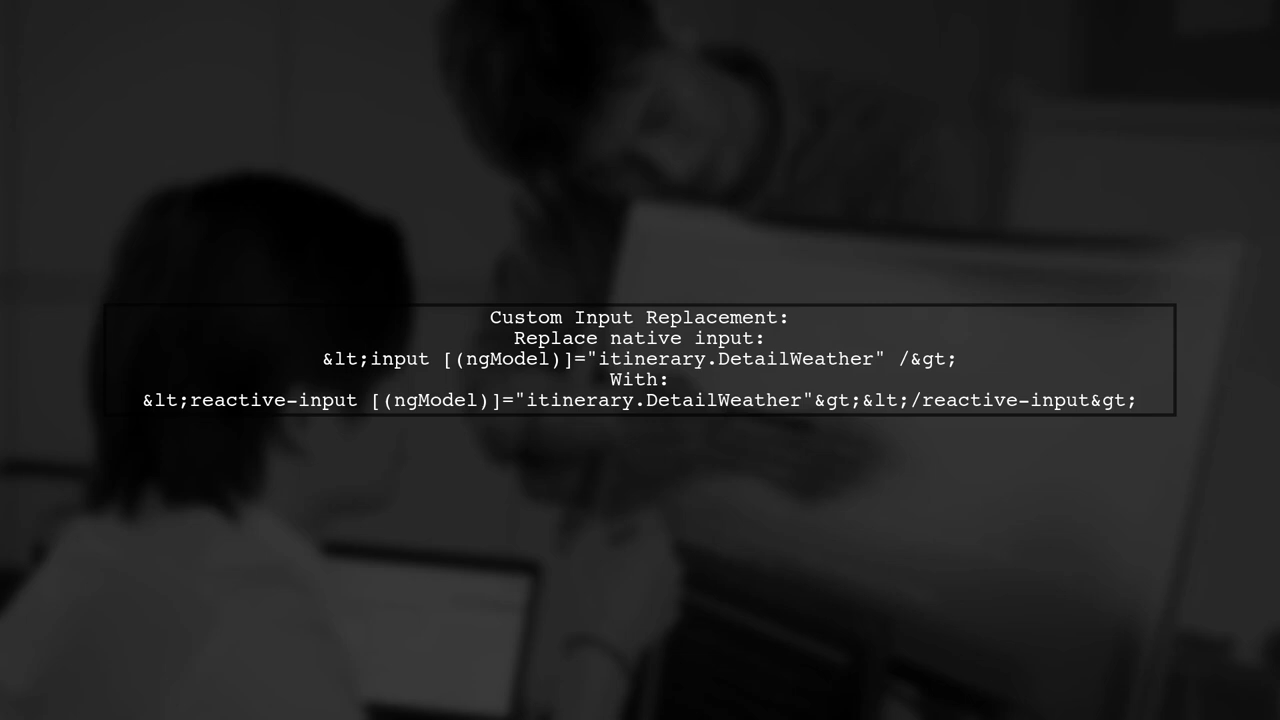 Custom Input Replacement:
Replace native input:
&lt;input [(ngModel)]="itinerary.DetailWeather" /&gt;
With:
&lt;reactive-input [(ngModel)]="itinerary.DetailWeather"&gt;&lt;/reactive-input&gt;